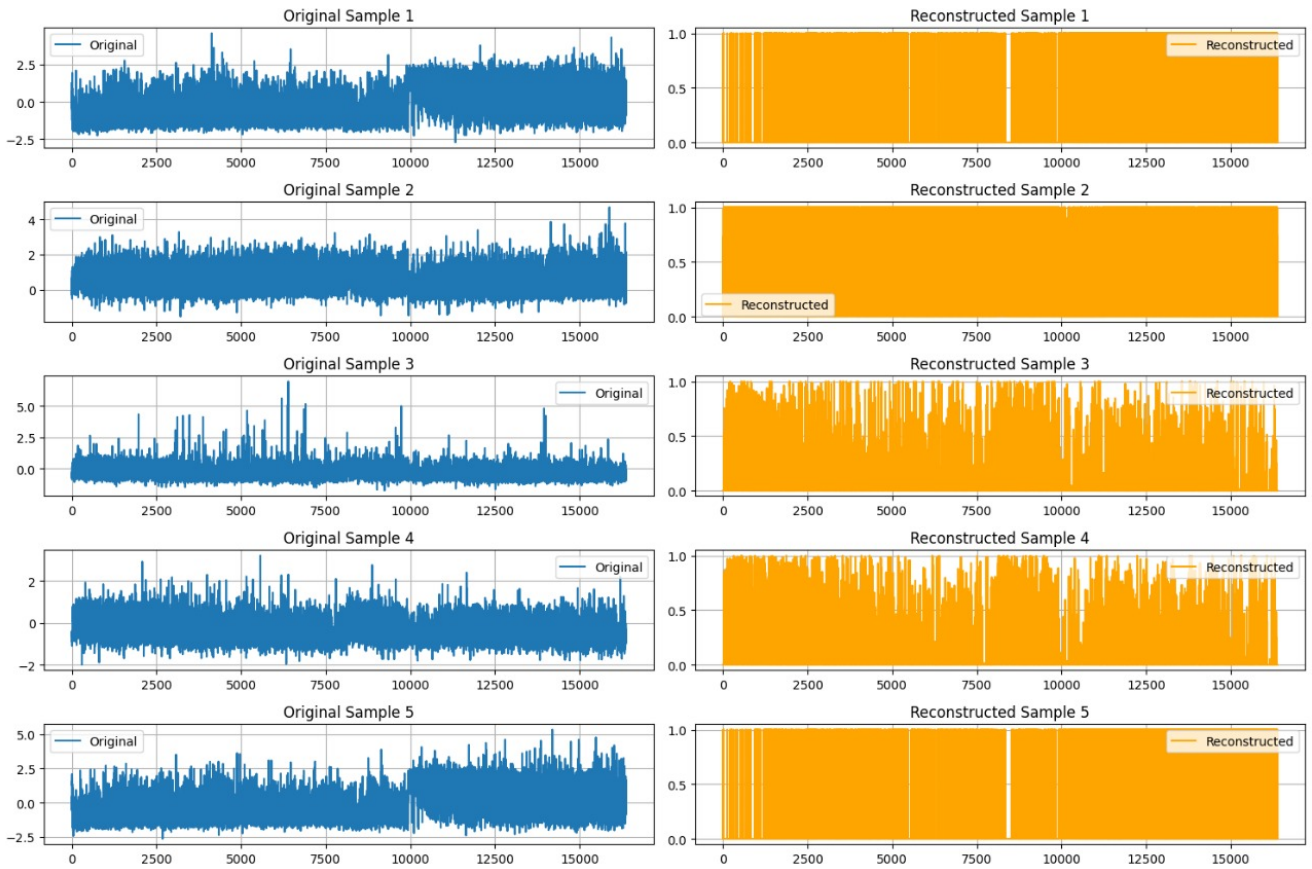 Original Sample 1
Original
2.5
0.0
−2.5
0 2500 5000 7500 10000 12500 15000
Reconstructed Sample 1
Reconstructed
1.0
0.5
0.0
0 2500 5000 7500 10000 12500 15000
Original Sample 2
Original
4
2
0
0 2500 5000 7500 10000 12500 15000
Reconstructed Sample 2
1.0
0.5
Reconstructed
0.0
0 2500 5000 7500 10000 12500 15000
Original Sample 3
Original
5.0
2.5
0.0
0 2500 5000 7500 10000 12500 15000
Reconstructed Sample 3
1.0
Reconstructed
0.5
0.0
0 2500 5000 7500 10000 12500 15000
Original Sample 4
Original
2
0
−2
0 2500 5000 7500 10000 12500 15000
Reconstructed Sample 4
1.0
Reconstructed
0.5
0.0
0 2500 5000 7500 10000 12500 15000
Original Sample 5
Original
5.0
2.5
0.0
−2.5
0 2500 5000 7500 10000 12500 15000
Reconstructed Sample 5
1.0
Reconstructed
0.5
0.0
0 2500 5000 7500 10000 12500 15000